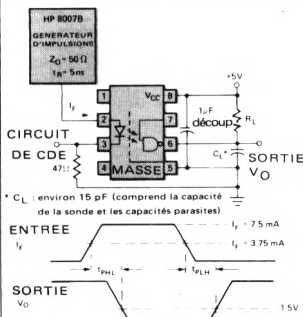 HP 8007B
GENERATEUR
D'IMPULSIONS
Z₀ = 50 Ω
t_R = 5ns
+5V
1
V_CC
8
I_F
2
7
1µF
découp.
R_L
CIRCUIT
DE CDE
3
6
C_L*
SORTIE
V_O
47Ω
4
MASSE
5
* C_L : environ 15 pF (comprend la capacité
de la sonde et les capacités parasites)
ENTREE
I_F
I_F = 7.5 mA
I_F = 3.75 mA
t_PHL
t_PLH
SORTIE
V_O
1.5V